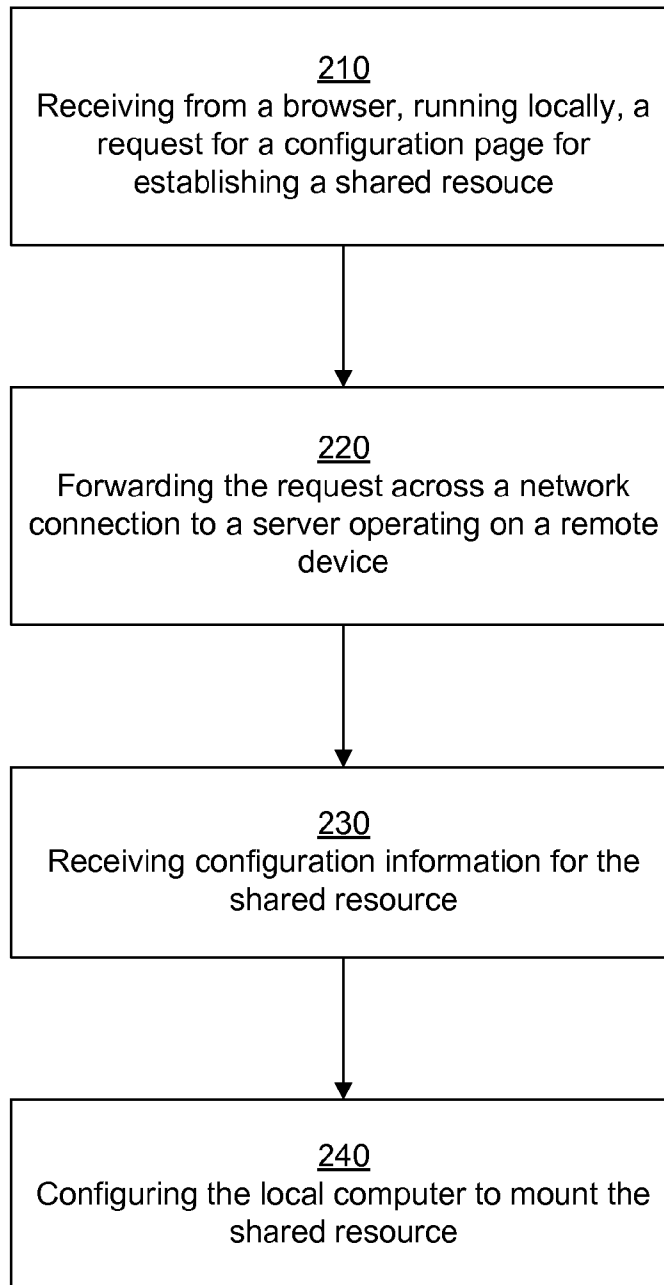 210
Receiving from a browser, running locally, a
request for a configuration page for
establishing a shared resouce
220
Forwarding the request across a network
connection to a server operating on a remote
device
230
Receiving configuration information for the
shared resource
240
Configuring the local computer to mount the
shared resource